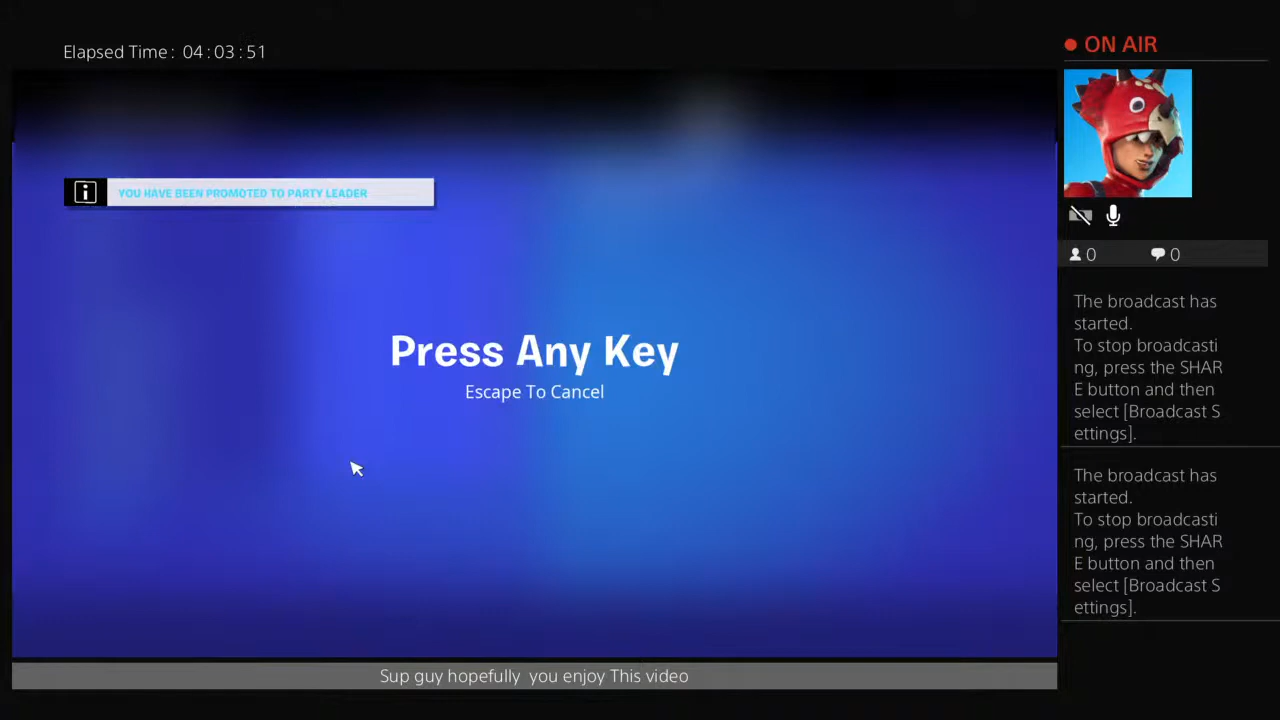 Elapsed Time: 04:03:51
ON AIR
YOU HAVE BEEN PROMOTED TO PARTY LEADER
0 0
Press Any Key
Escape To Cancel
The broadcast has
started.
To stop broadcasti
ng, press the SHAR
E button and then
select [Broadcast S
ettings].
The broadcast has
started.
To stop broadcasti
ng, press the SHAR
E button and then
select [Broadcast S
ettings].
Sup guy hopefully you enjoy This video